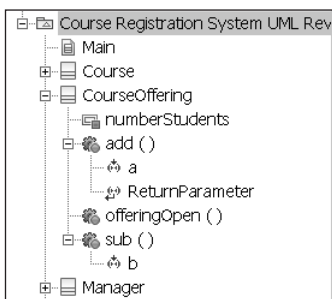 Course Registration System UML Rev
Main
Course
CourseOffering
numberStudents
add ( )
a
ReturnParameter
offeringOpen ( )
sub ( )
b
Manager